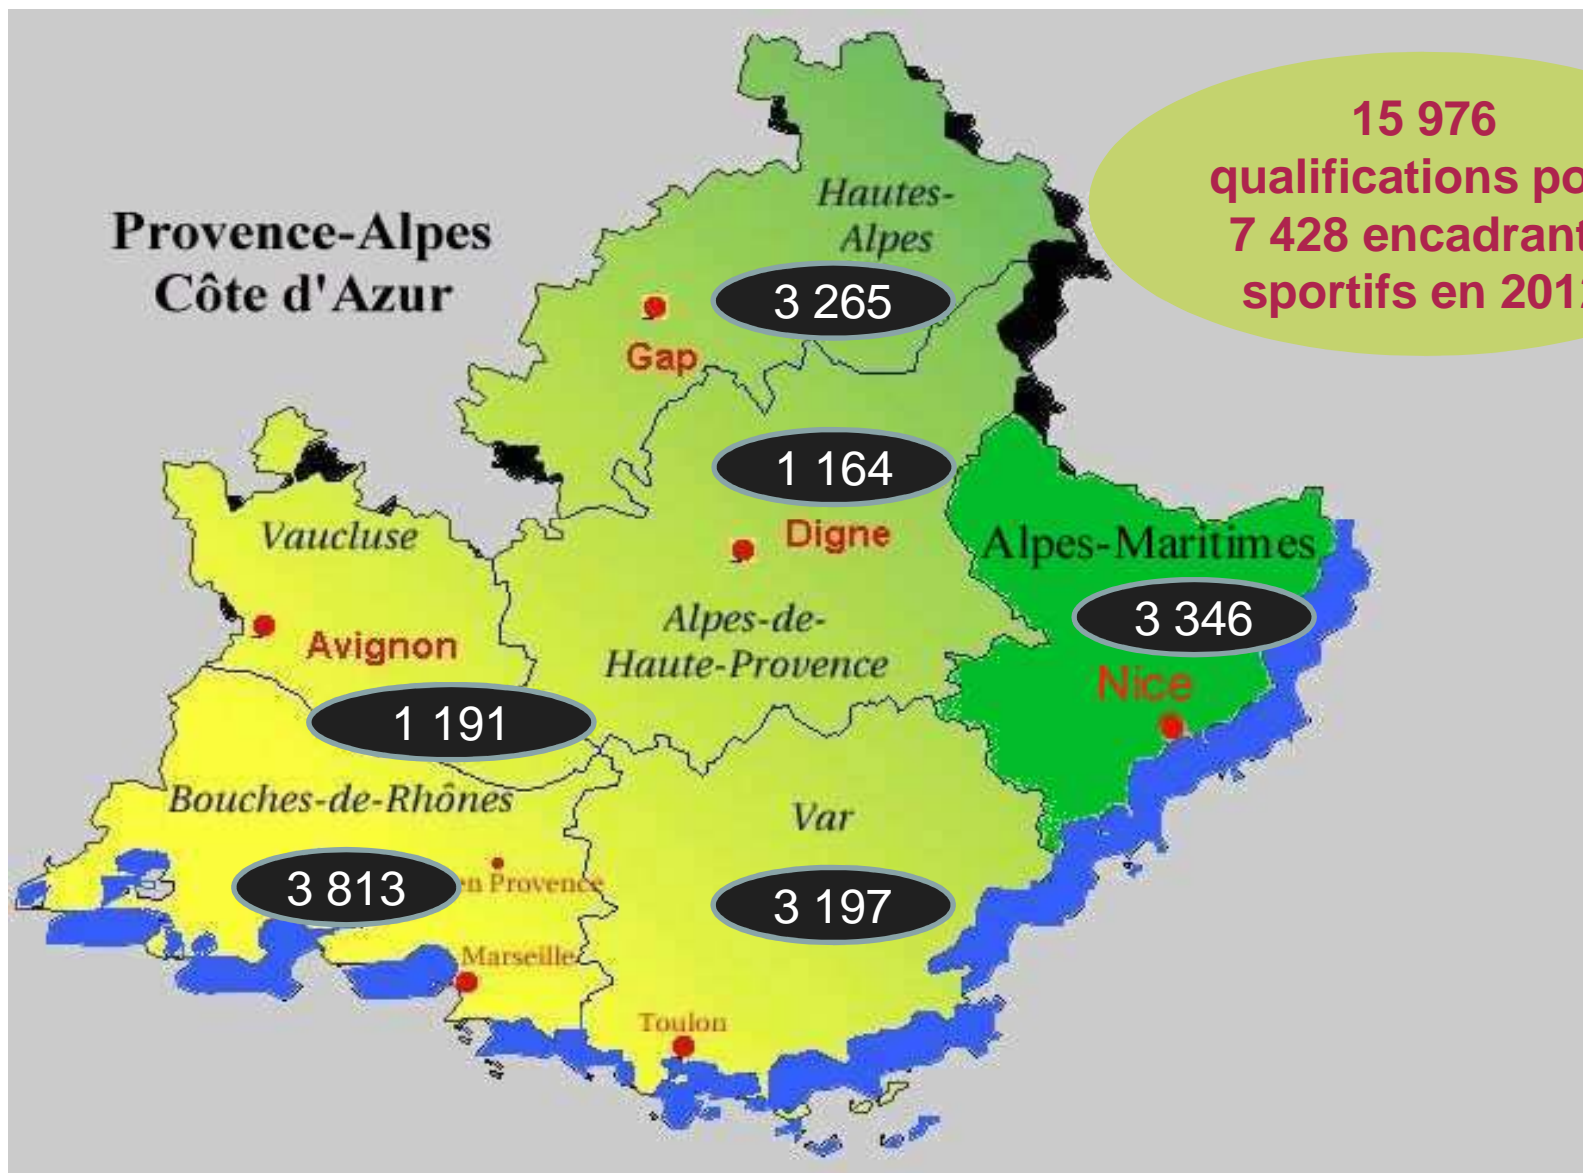 Provence-Alpes
Côte d'Azur
15 976
qualifications po
7 428 encadrant
sportifs en 201
Hautes-
Alpes
3 265
Gap
1 164
Digne
Alpes-de-
Haute-Provence
Vaucluse
Avignon
1 191
Alpes-Maritimes
3 346
Nice
Bouches-de-Rhônes
3 813
en Provence
Marseille
Var
3 197
Toulon